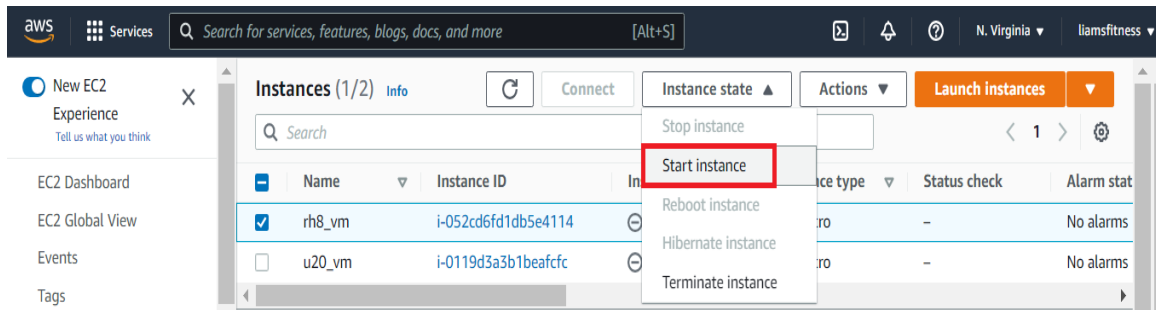 aws Services Search for services, features, blogs, docs, and more [Alt+S] N. Virginia ▼ liamsfitness ▼
New EC2
Experience
Tell us what you think
EC2 Dashboard
EC2 Global View
Events
Tags
Instances (1/2) Info Connect Instance state ▲ Actions ▼ Launch instances ▼
Search 1
Stop instance
Start instance
Reboot instance
Hibernate instance
Terminate instance
Name Instance ID In ce type Status check Alarm stat
rh8_vm i-052cd6fd1db5e4114 ro – No alarms
u20_vm i-0119d3a3b1beafcfc ro – No alarms